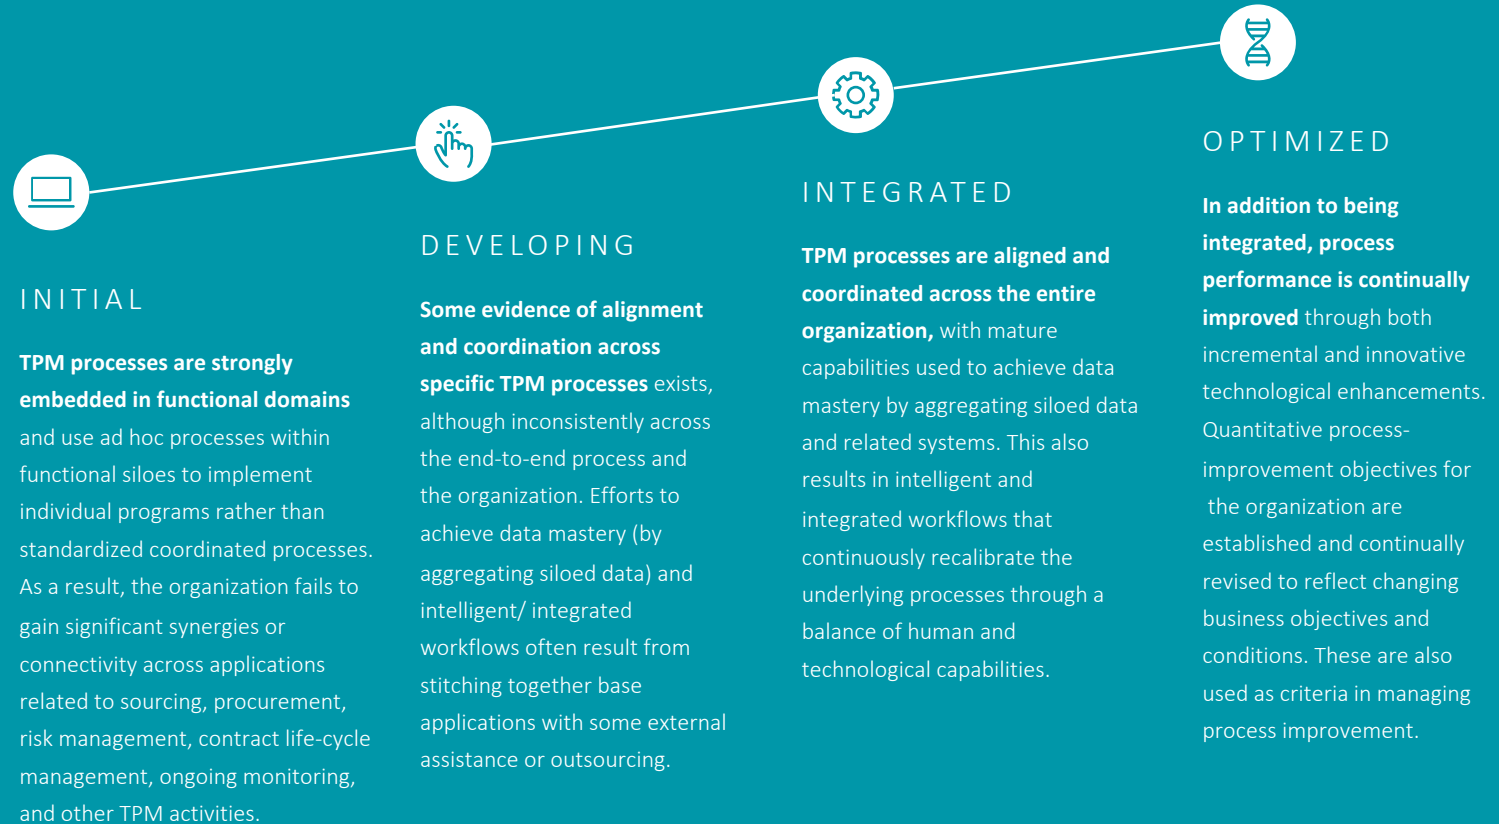 INITIAL
TPM processes are strongly
embedded in functional domains
and use ad hoc processes within
functional siloes to implement
individual programs rather than
standardized coordinated processes.
As a result, the organization fails to
gain significant synergies or
connectivity across applications
related to sourcing, procurement,
risk management, contract life-cycle
management, ongoing monitoring,
and other TPM activities.
DEVELOPING
Some evidence of alignment
and coordination across
specific TPM processes exists,
although inconsistently across
the end-to-end process and
the organization. Efforts to
achieve data mastery (by
aggregating siloed data) and
intelligent/ integrated
workflows often result from
stitching together base
applications with some external
assistance or outsourcing.
INTEGRATED
TPM processes are aligned and
coordinated across the entire
organization, with mature
capabilities used to achieve data
mastery by aggregating siloed data
and related systems. This also
results in intelligent and
integrated workflows that
continuously recalibrate the
underlying processes through a
balance of human and
technological capabilities.
OPTIMIZED
In addition to being
integrated, process
performance is continually
improved through both
incremental and innovative
technological enhancements.
Quantitative process-
improvement objectives for
the organization are
established and continually
revised to reflect changing
business objectives and
conditions. These are also
used as criteria in managing
process improvement.